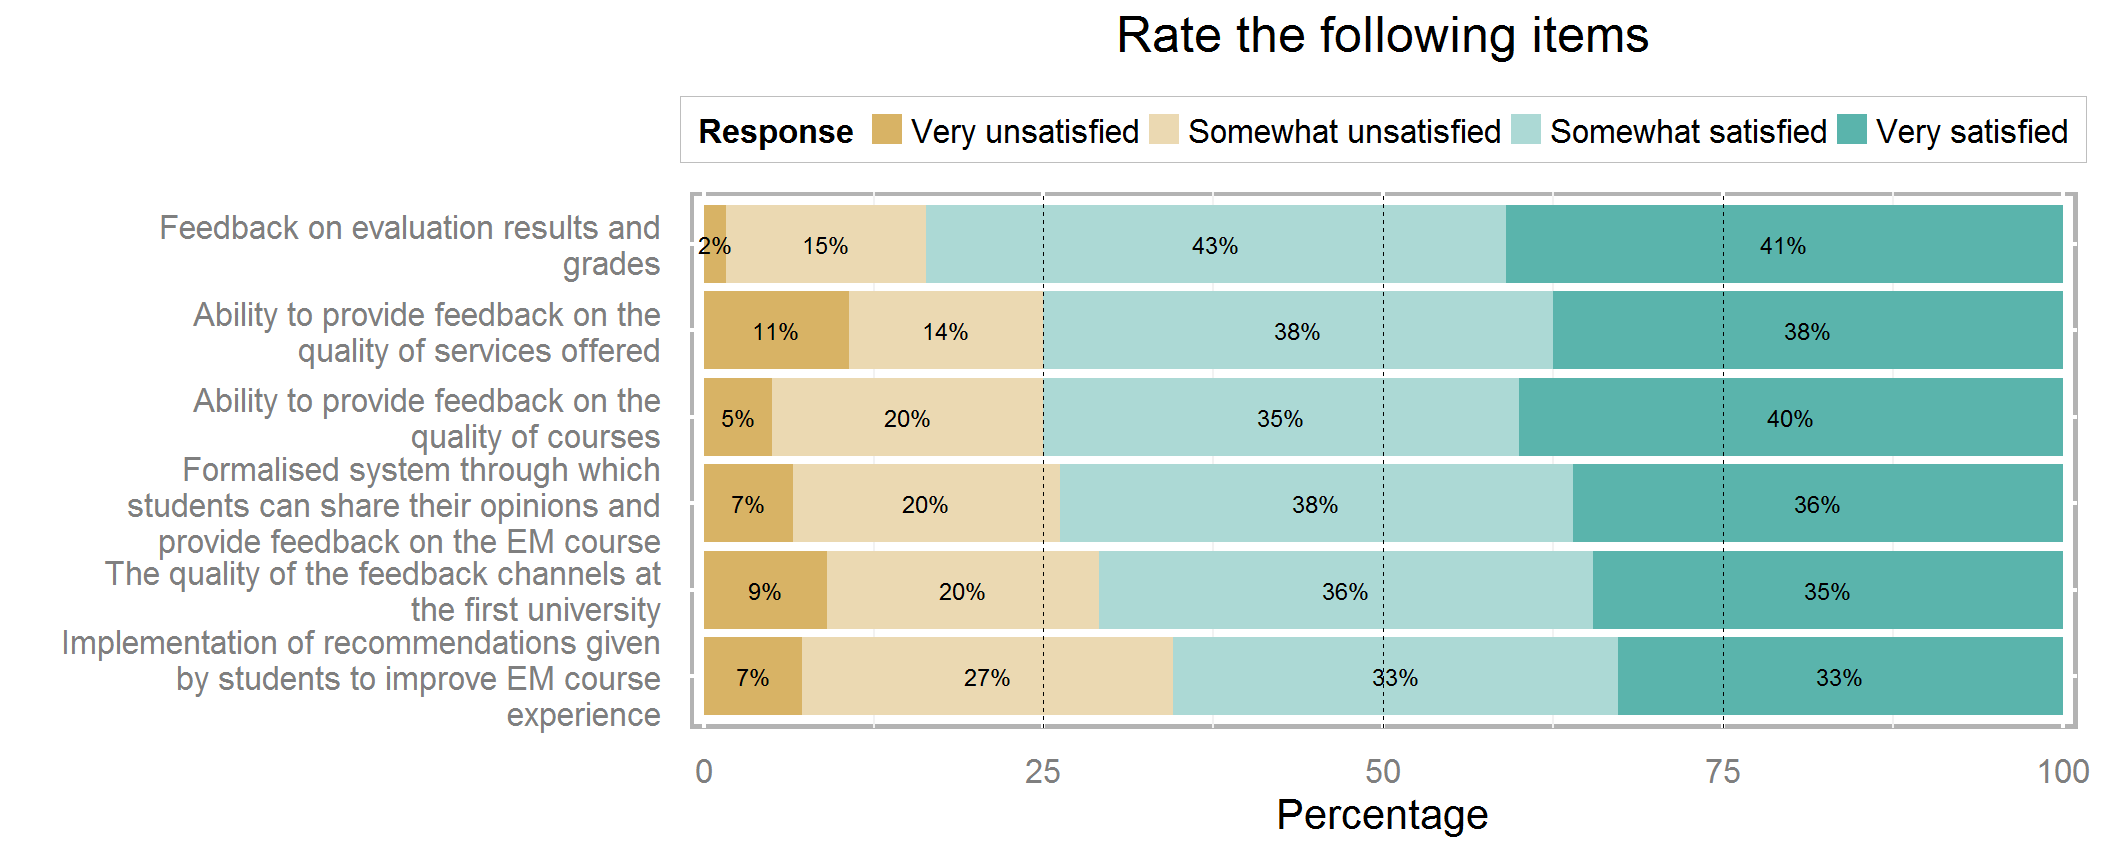 Rate the following items
Response Very unsatisfied Somewhat unsatisfied Somewhat satisfied Very satisfied
Feedback on evaluation results and
grades
2% 15% 43% 41%
Ability to provide feedback on the
quality of services offered
11% 14% 38% 38%
Ability to provide feedback on the
quality of courses
5% 20% 35% 40%
Formalised system through which
students can share their opinions and
provide feedback on the EM course
7% 20% 38% 36%
The quality of the feedback channels at
the first university
9% 20% 36% 35%
Implementation of recommendations given
by students to improve EM course
experience
7% 27% 33% 33%
0 25 50 75 100
Percentage